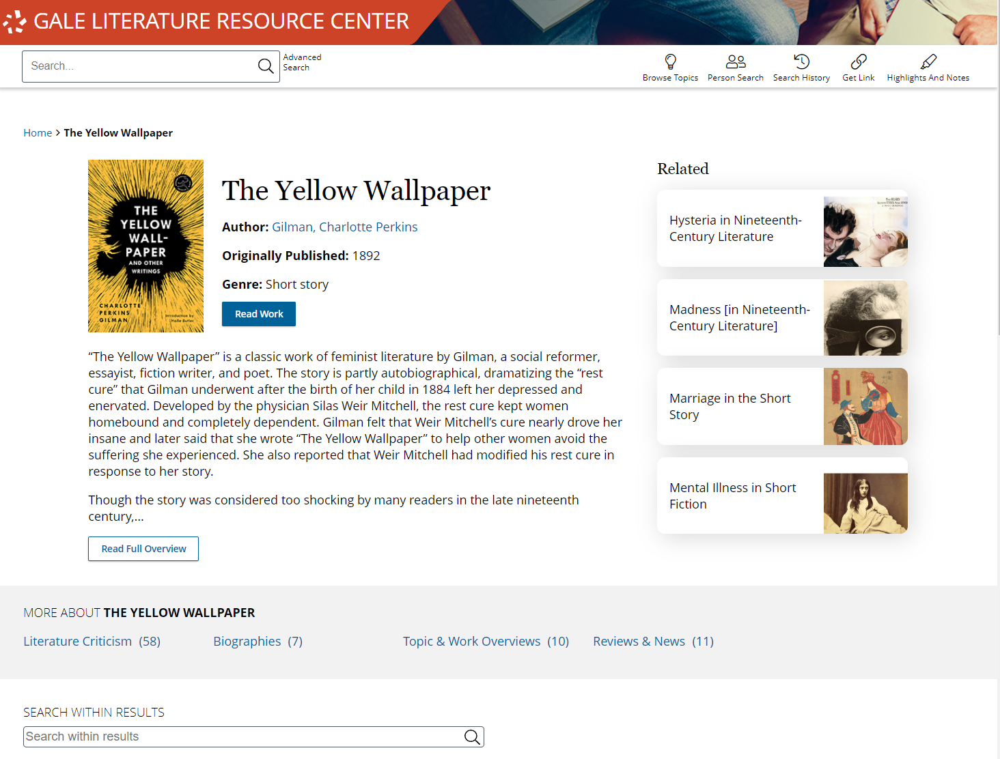 GALE LITERATURE RESOURCE CENTER
Search...
Advanced
Search
Browse Topics
Person Search
Search History
Get Link
Highlights And Notes
Home > The Yellow Wallpaper
THE
YELLOW
WALL-
PAPER
AND OTHER
WRITINGS
CHARLOTTE
PERKINS
GILMAN
Introduction by
Halle Butler
The Yellow Wallpaper
Author: Gilman, Charlotte Perkins
Originally Published: 1892
Genre: Short story
Read Work
“The Yellow Wallpaper” is a classic work of feminist literature by Gilman, a social reformer,
essayist, fiction writer, and poet. The story is partly autobiographical, dramatizing the “rest
cure” that Gilman underwent after the birth of her child in 1884 left her depressed and
enervated. Developed by the physician Silas Weir Mitchell, the rest cure kept women
homebound and completely dependent. Gilman felt that Weir Mitchell’s cure nearly drove her
insane and later said that she wrote “The Yellow Wallpaper” to help other women avoid the
suffering she experienced. She also reported that Weir Mitchell had modified his rest cure in
response to her story.
Though the story was considered too shocking by many readers in the late nineteenth
century,...
Read Full Overview
Related
Hysteria in Nineteenth-
Century Literature
Madness [in Nineteenth-
Century Literature]
Marriage in the Short
Story
Mental Illness in Short
Fiction
MORE ABOUT THE YELLOW WALLPAPER
Literature Criticism (58)
Biographies (7)
Topic & Work Overviews (10)
Reviews & News (11)
SEARCH WITHIN RESULTS
Search within results